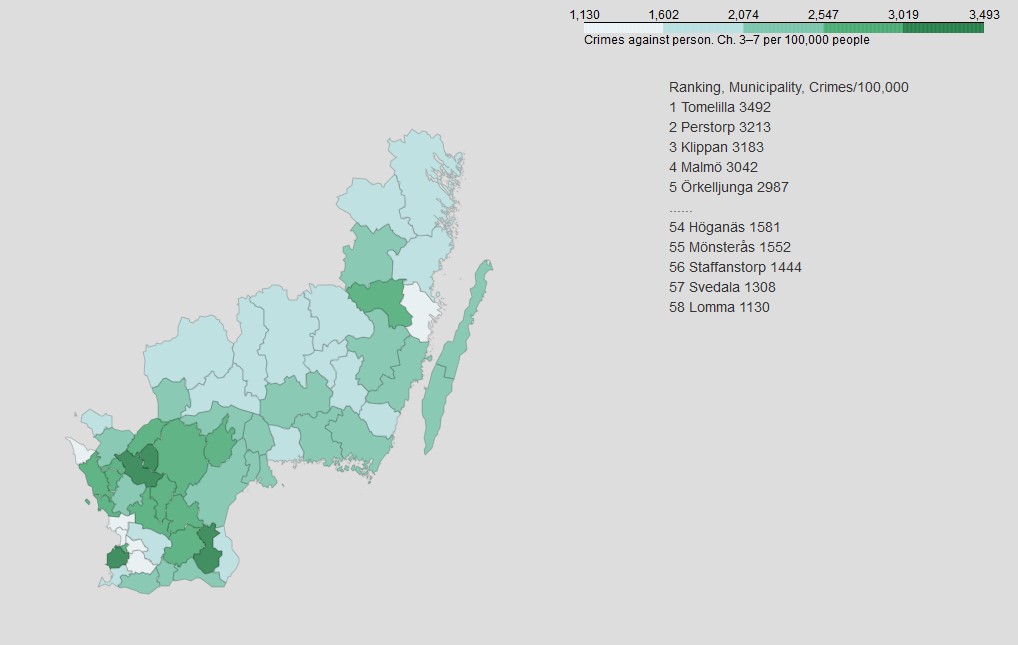 1,130 1,602 2,074 2,547 3,019 3,493
Crimes against person. Ch. 3–7 per 100,000 people
Ranking, Municipality, Crimes/100,000
1 Tomelilla 3492
2 Perstorp 3213
3 Klippan 3183
4 Malmö 3042
5 Örkelljunga 2987
......
54 Höganäs 1581
55 Mönsterås 1552
56 Staffanstorp 1444
57 Svedala 1308
58 Lomma 1130